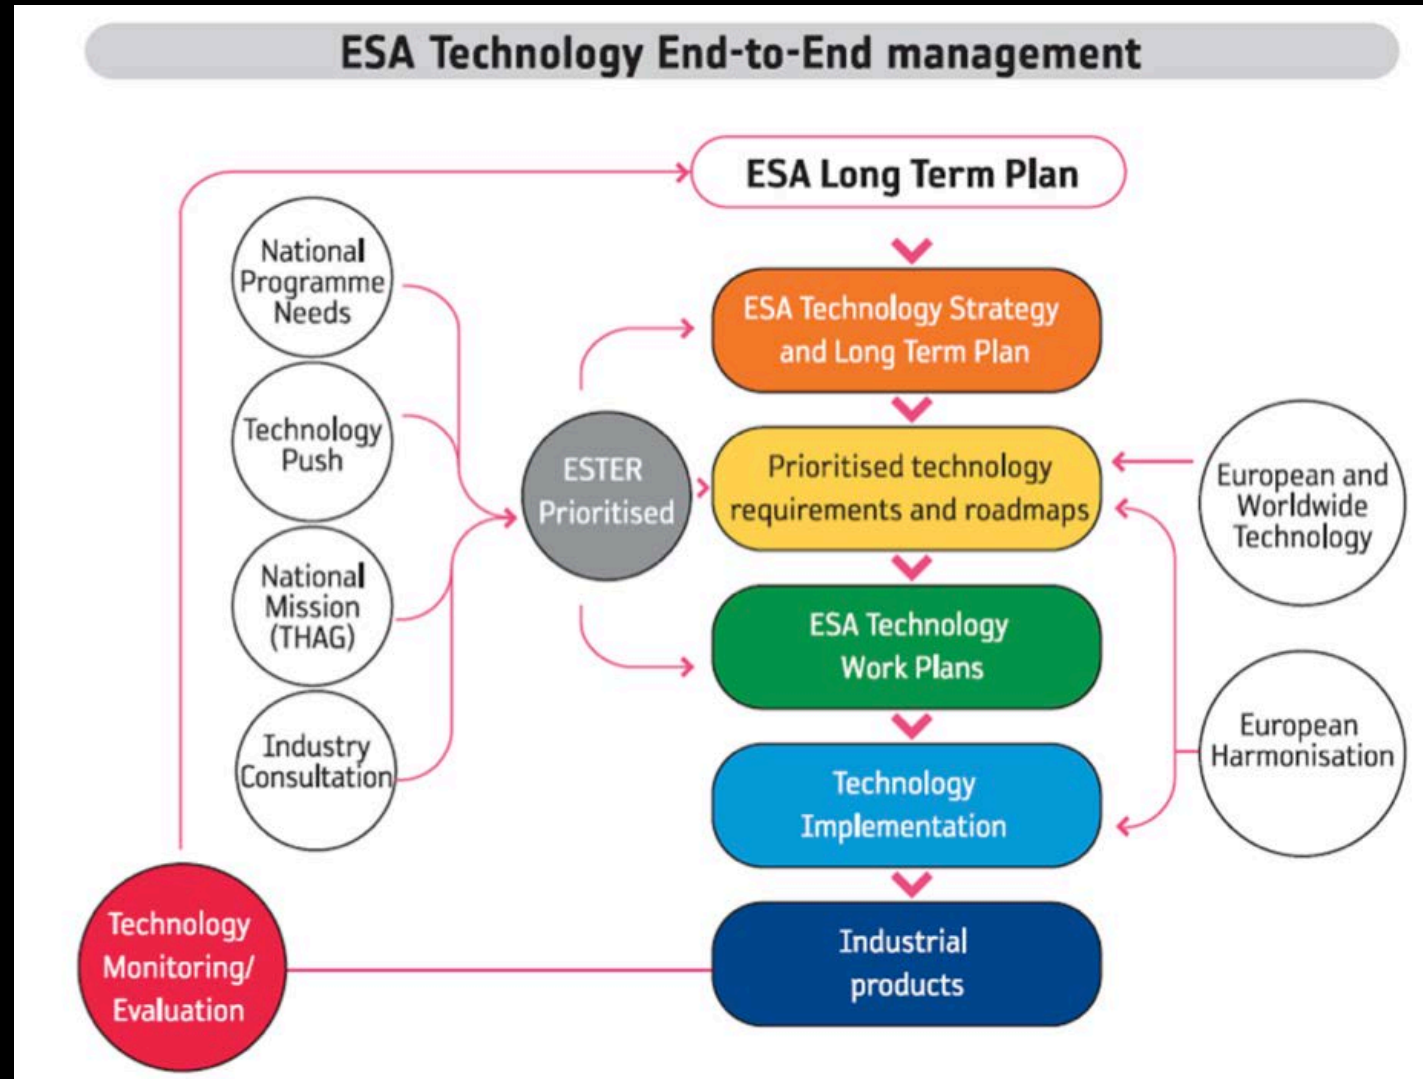 ESA Technology End-to-End management
ESA Long Term Plan
National
Programme
Needs
Technology
Push
National
Mission
(THAG)
Industry
Consultation
ESTER
Prioritised
ESA Technology Strategy
and Long Term Plan
Prioritised technology
requirements and roadmaps
ESA Technology
Work Plans
Technology
Implementation
Industrial
products
European and
Worldwide
Technology
European
Harmonisation
Technology
Monitoring/
Evaluation